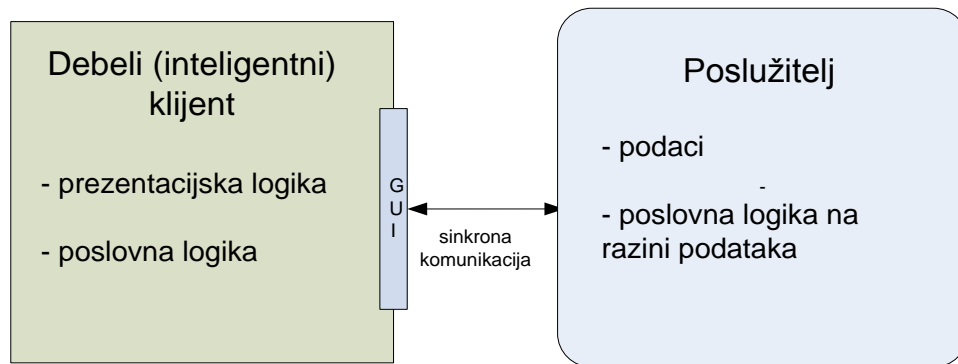 Debeli (inteligentni)
klijent
- prezentacijska logika
- poslovna logika
G
U
I
sinkrona
komunikacija
Poslužitelj
- podaci
-
- poslovna logika na
razini podataka